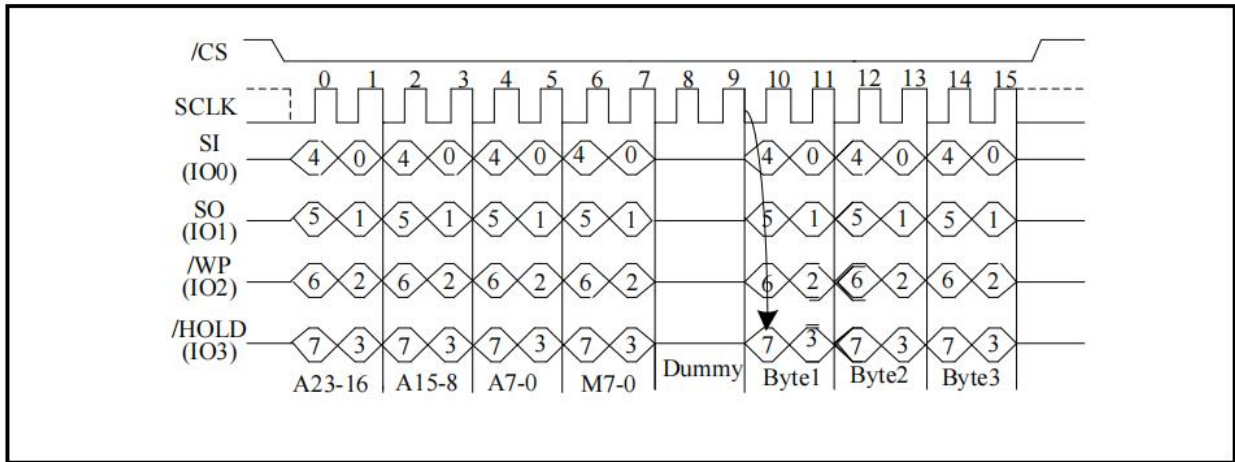 /CS
0 1 2 3 4 5 6 7 8 9 10 11 12 13 14 15
SCLK
SI
(IO0)
4 0 4 0 4 0 4 0 4 0 4 0 4 0
SO
(IO1)
5 1 5 1 5 1 5 1 5 1 5 1 5 1
/WP
(IO2)
6 2 6 2 6 2 6 2 6 2 6 2 6 2
/HOLD
(IO3)
7 3 7 3 7 3 7 3 7 3 7 3 7 3
A23-16 A15-8 A7-0 M7-0 Dummy Byte1 Byte2 Byte3